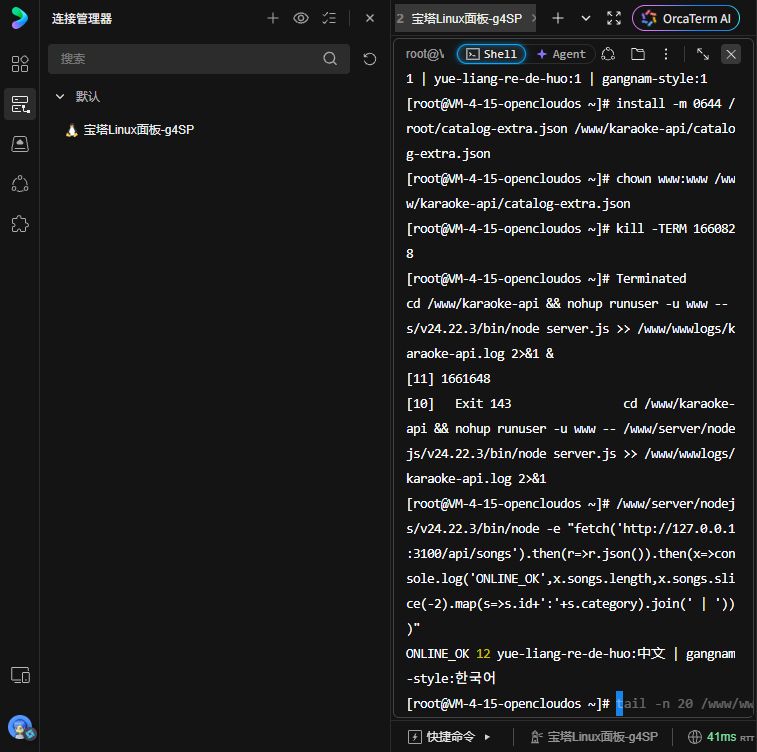 连接管理器
搜索
默认
宝塔Linux面板-g4SP
2 宝塔Linux面板-g4SP
OrcaTerm AI
root@V
Shell
Agent
1 | yue-liang-re-de-huo:1 | gangnam-style:1
[root@VM-4-15-opencloudos ~]# install -m 0644 /
root/catalog-extra.json /www/karaoke-api/catalo
g-extra.json
[root@VM-4-15-opencloudos ~]# chown www:www /ww
w/karaoke-api/catalog-extra.json
[root@VM-4-15-opencloudos ~]# kill -TERM 166082
8
[root@VM-4-15-opencloudos ~]# Terminated
cd /www/karaoke-api && nohup runuser -u www --
s/v24.22.3/bin/node server.js >> /www/wwwlogs/k
araoke-api.log 2>&1 &
[11] 1661648
[10]   Exit 143              cd /www/karaoke-
api && nohup runuser -u www -- /www/server/node
js/v24.22.3/bin/node server.js >> /www/wwwlogs/
karaoke-api.log 2>&1
[root@VM-4-15-opencloudos ~]# /www/server/nodej
s/v24.22.3/bin/node -e "fetch('http://127.0.0.1
:3100/api/songs').then(r=>r.json()).then(x=>con
sole.log('ONLINE_OK',x.songs.length,x.songs.sli
ce(-2).map(s=>s.id+':'+s.category).join(' | '))
)"
ONLINE_OK 12 yue-liang-re-de-huo:中文 | gangnam
-style:한국어
[root@VM-4-15-opencloudos ~]# tail -n 20 /www/ww
快捷命令
宝塔Linux面板-g4SP
41ms RTT